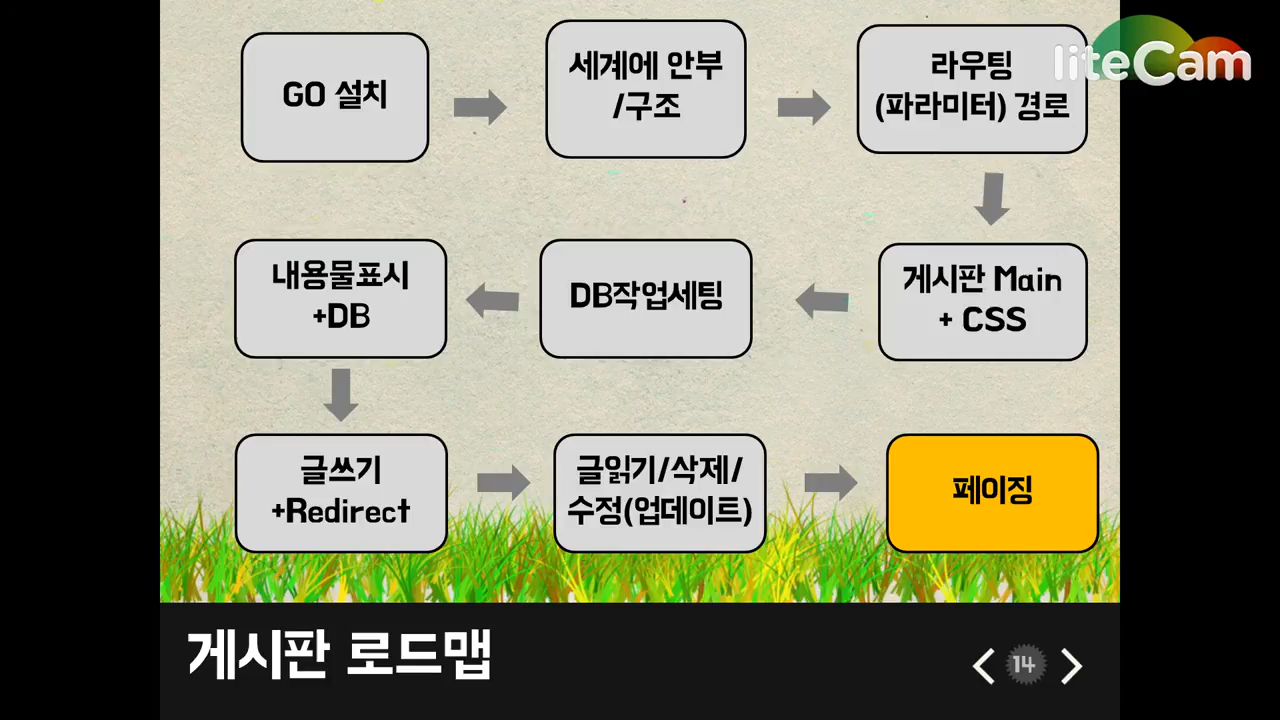 GO 설치
세계에 안부
/구조
라우팅
(파라미터) 경로
liteCam
내용물표시
+DB
DB작업세팅
게시판 Main
+ CSS
글쓰기
+Redirect
글읽기/삭제/
수정(업데이트)
페이징
게시판 로드맵
14